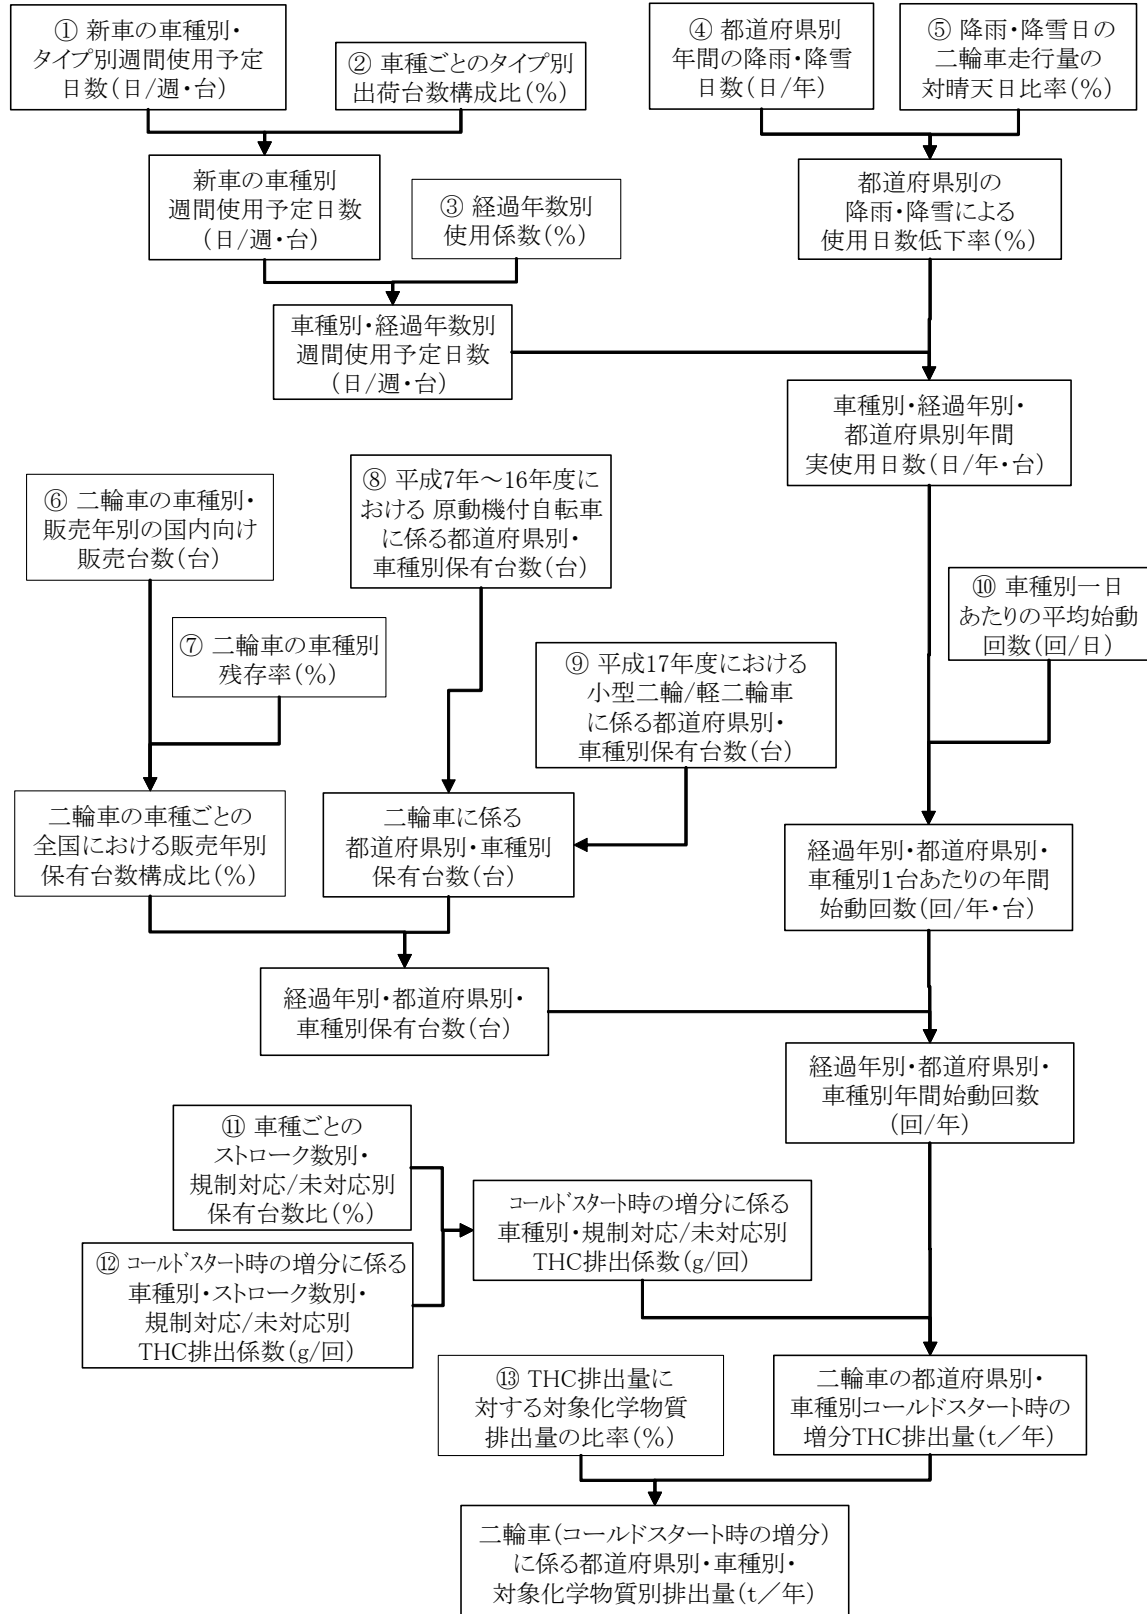 ① 新車の車種別・
タイプ別週間使用予定
日数(日/週・台)
② 車種ごとのタイプ別
出荷台数構成比(%)
④ 都道府県別
年間の降雨・降雪
日数(日/年)
⑤ 降雨・降雪日の
二輪車走行量の
対晴天日比率(%)
新車の車種別
週間使用予定日数
(日/週・台)
③ 経過年数別
使用係数(%)
都道府県別の
降雨・降雪による
使用日数低下率(%)
車種別・経過年数別
週間使用予定日数
(日/週・台)
車種別・経過年別・
都道府県別年間
実使用日数(日/年・台)
⑥ 二輪車の車種別・
販売年別の国内向け
販売台数(台)
⑧ 平成7年～16年度に
おける 原動機付自転車
に係る都道府県別・
車種別保有台数(台)
⑩ 車種別一日
あたりの平均始動
回数(回/日)
⑦ 二輪車の車種別
残存率(%)
⑨ 平成17年度における
小型二輪/軽二輪車
に係る都道府県別・
車種別保有台数(台)
二輪車の車種ごとの
全国における販売年別
保有台数構成比(%)
二輪車に係る
都道府県別・車種別
保有台数(台)
経過年別・都道府県別・
車種別1台あたりの年間
始動回数(回/年・台)
経過年別・都道府県別・
車種別保有台数(台)
経過年別・都道府県別・
車種別年間始動回数
(回/年)
⑪ 車種ごとの
ストローク数別・
規制対応/未対応別
保有台数比(%)
コールドスタート時の増分に係る
車種別・規制対応/未対応別
THC排出係数(g/回)
⑫ コールドスタート時の増分に係る
車種別・ストローク数別・
規制対応/未対応別
THC排出係数(g/回)
⑬ THC排出量に
対する対象化学物質
排出量の比率(%)
二輪車の都道府県別・
車種別コールドスタート時の
増分THC排出量(t／年)
二輪車(コールドスタート時の増分)
に係る都道府県別・車種別・
対象化学物質別排出量(t／年)